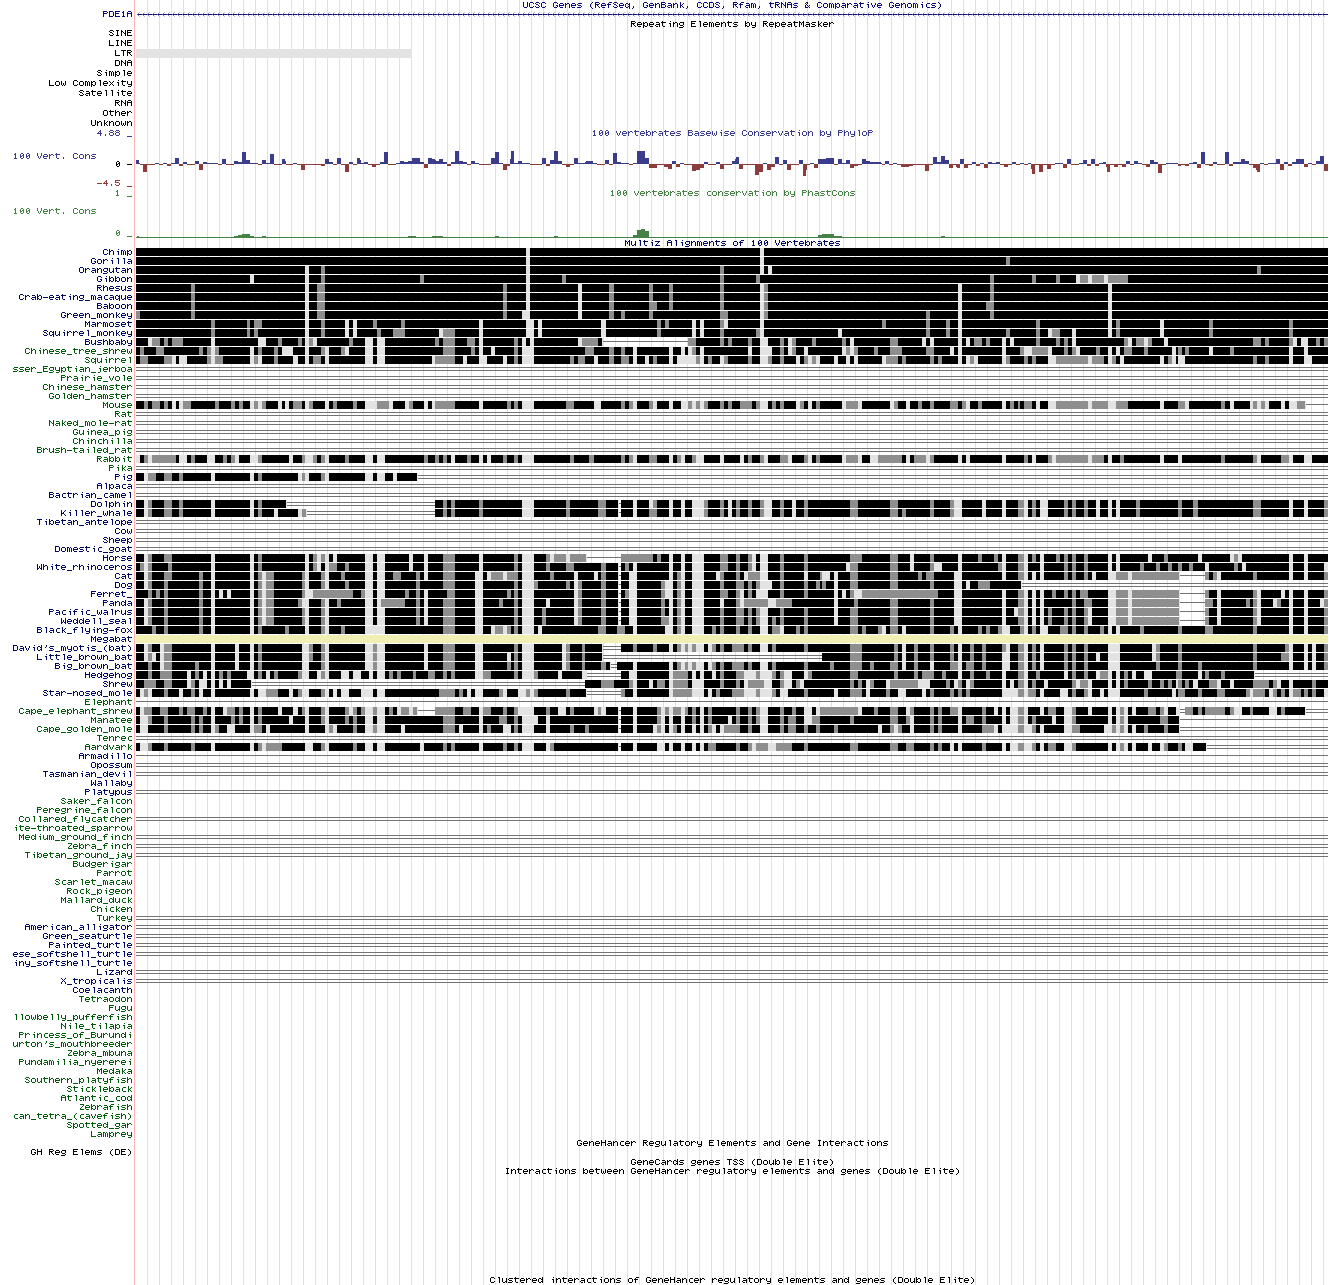 UCSC Genes (RefSeq, GenBank, CCDS, Rfam, tRNAs & Comparative Genomics)
PDE1A
Repeating Elements by RepeatMasker
SINE
LINE
LTR
DNA
Simple
Low Complexity
Satellite
RNA
Other
Unknown
4.88 _
100 vertebrates Basewise Conservation by PhyloP
100 Vert. Cons
0 _
-4.5 _
1 _
100 vertebrates conservation by PhastCons
100 Vert. Cons
0 _
Multiz Alignments of 100 Vertebrates
Chimp
Gorilla
Orangutan
Gibbon
Rhesus
Crab-eating_macaque
Baboon
Green_monkey
Marmoset
Squirrel_monkey
Bushbaby
Chinese_tree_shrew
Squirrel
sser_Egyptian_jerboa
Prairie_vole
Chinese_hamster
Golden_hamster
Mouse
Rat
Naked_mole-rat
Guinea_pig
Chinchilla
Brush-tailed_rat
Rabbit
Pika
Pig
Alpaca
Bactrian_camel
Dolphin
Killer_whale
Tibetan_antelope
Cow
Sheep
Domestic_goat
Horse
White_rhinoceros
Cat
Dog
Ferret_
Panda
Pacific_walrus
Weddell_seal
Black_flying-fox
Megabat
David's_myotis_(bat)
Little_brown_bat
Big_brown_bat
Hedgehog
Shrew
Star-nosed_mole
Elephant
Cape_elephant_shrew
Manatee
Cape_golden_mole
Tenrec
Aardvark
Armadillo
Opossum
Tasmanian_devil
Wallaby
Platypus
Saker_falcon
Peregrine_falcon
Collared_flycatcher
ite-throated_sparrow
Medium_ground_finch
Zebra_finch
Tibetan_ground_jay
Budgerigar
Parrot
Scarlet_macaw
Rock_pigeon
Mallard_duck
Chicken
Turkey
American_alligator
Green_seaturtle
Painted_turtle
ese_softshell_turtle
iny_softshell_turtle
Lizard
X_tropicalis
Coelacanth
Tetraodon
Fugu
llowbelly_pufferfish
Nile_tilapia
Princess_of_Burundi
urton's_mouthbreeder
Zebra_mbuna
Pundamilia_nyererei
Medaka
Southern_platyfish
Stickleback
Atlantic_cod
Zebrafish
can_tetra_(cavefish)
Spotted_gar
Lamprey
GeneHancer Regulatory Elements and Gene Interactions
GH Reg Elems (DE)
GeneCards genes TSS (Double Elite)
Interactions between GeneHancer regulatory elements and genes (Double Elite)
Clustered interactions of GeneHancer regulatory elements and genes (Double Elite)